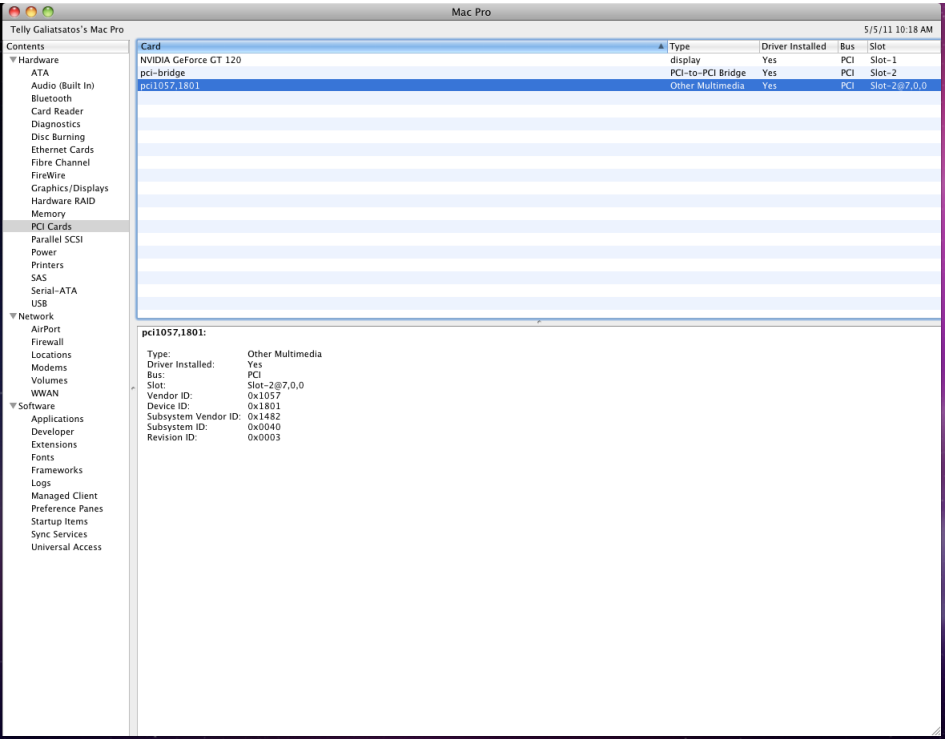 Mac Pro
Telly Galiatsatos's Mac Pro 5/5/11 10:18 AM
Contents
Hardware
ATA
Audio (Built In)
Bluetooth
Card Reader
Diagnostics
Disc Burning
Ethernet Cards
Fibre Channel
FireWire
Graphics/Displays
Hardware RAID
Memory
PCI Cards
Parallel SCSI
Power
Printers
SAS
Serial-ATA
USB
Network
AirPort
Firewall
Locations
Modems
Volumes
WWAN
Software
Applications
Developer
Extensions
Fonts
Frameworks
Logs
Managed Client
Preference Panes
Startup Items
Sync Services
Universal Access
Card Type Driver Installed Bus Slot
NVIDIA GeForce GT 120 display Yes PCI Slot-1
pci-bridge PCI-to-PCI Bridge Yes PCI Slot-2
pci1057,1801 Other Multimedia Yes PCI Slot-2@7,0,0
pci1057,1801:
Type: Other Multimedia
Driver Installed: Yes
Bus: PCI
Slot: Slot-2@7,0,0
Vendor ID: 0x1057
Device ID: 0x1801
Subsystem Vendor ID: 0x1482
Subsystem ID: 0x0040
Revision ID: 0x0003